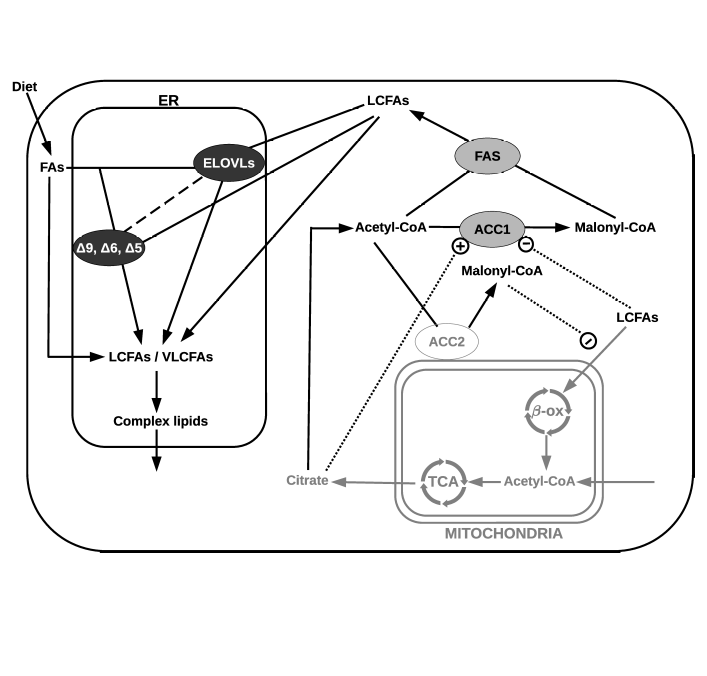 Diet
ER
LCFAs
FAs
ELOVLs
FAS
Δ9, Δ6, Δ5
Acetyl-CoA
ACC1
Malonyl-CoA
+
−
Malonyl-CoA
LCFAs
−
ACC2
LCFAs / VLCFAs
β-ox
Complex lipids
Citrate
TCA
Acetyl-CoA
MITOCHONDRIA